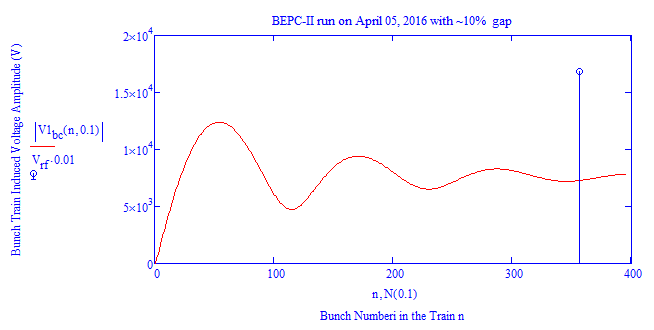 BEPC-II run on April 05, 2016 with ~10% gap
Bunch Train Induced Voltage Amplitude (V)
|V1bc(n,0.1)|
Vrf·0.01
2×10⁴
1.5×10⁴
1×10⁴
5×10³
0
0 100 200 300 400
n,N(0.1)
Bunch Numberi in the Train n